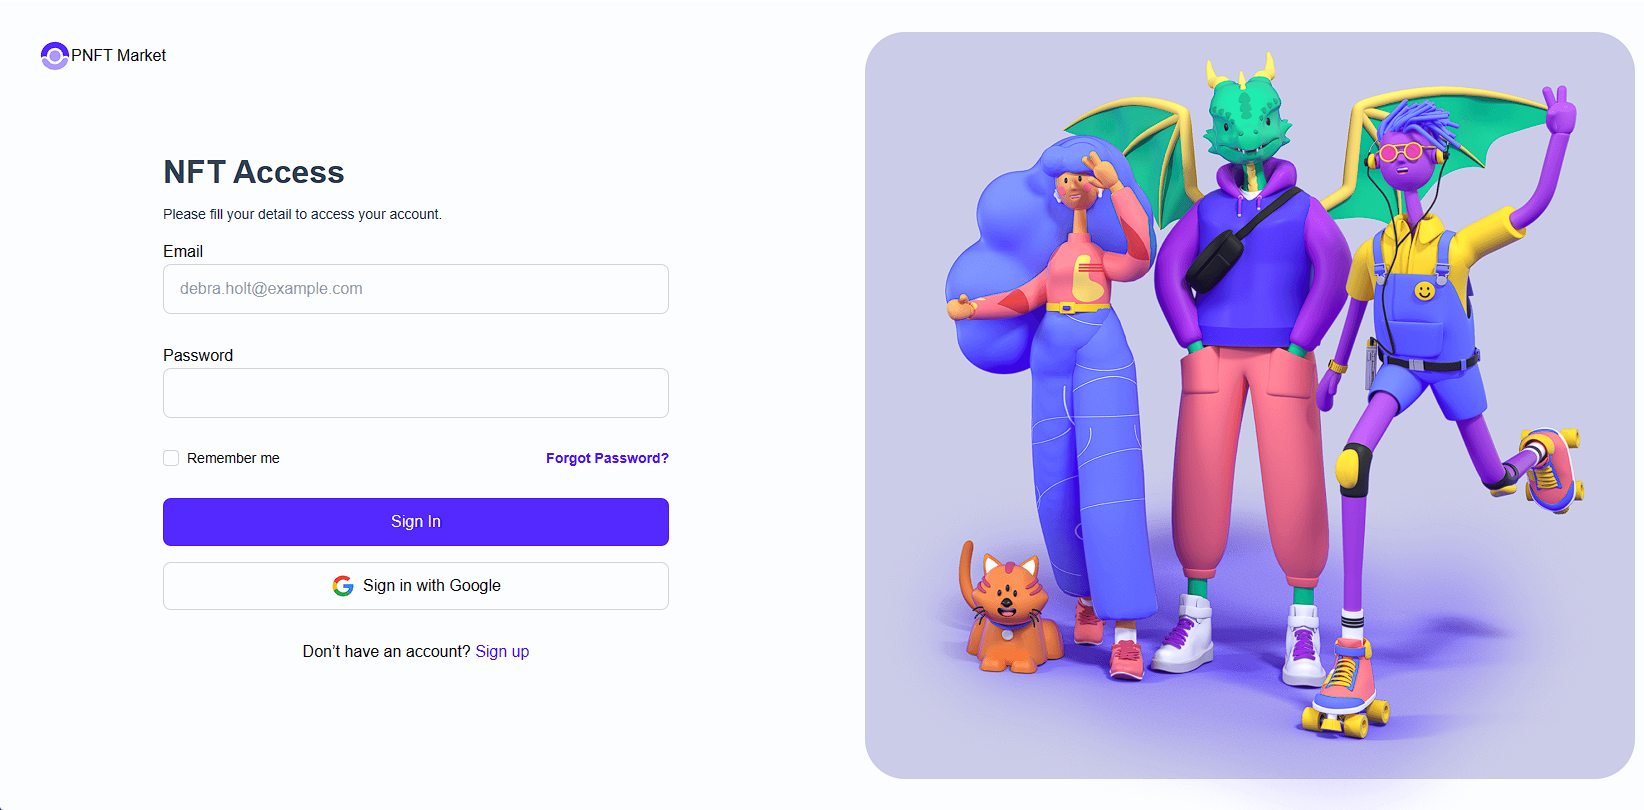 PNFT Market
NFT Access
Please fill your detail to access your account.
Email
debra.holt@example.com
Password
Remember me
Forgot Password?
Sign In
Sign in with Google
Don’t have an account? Sign up